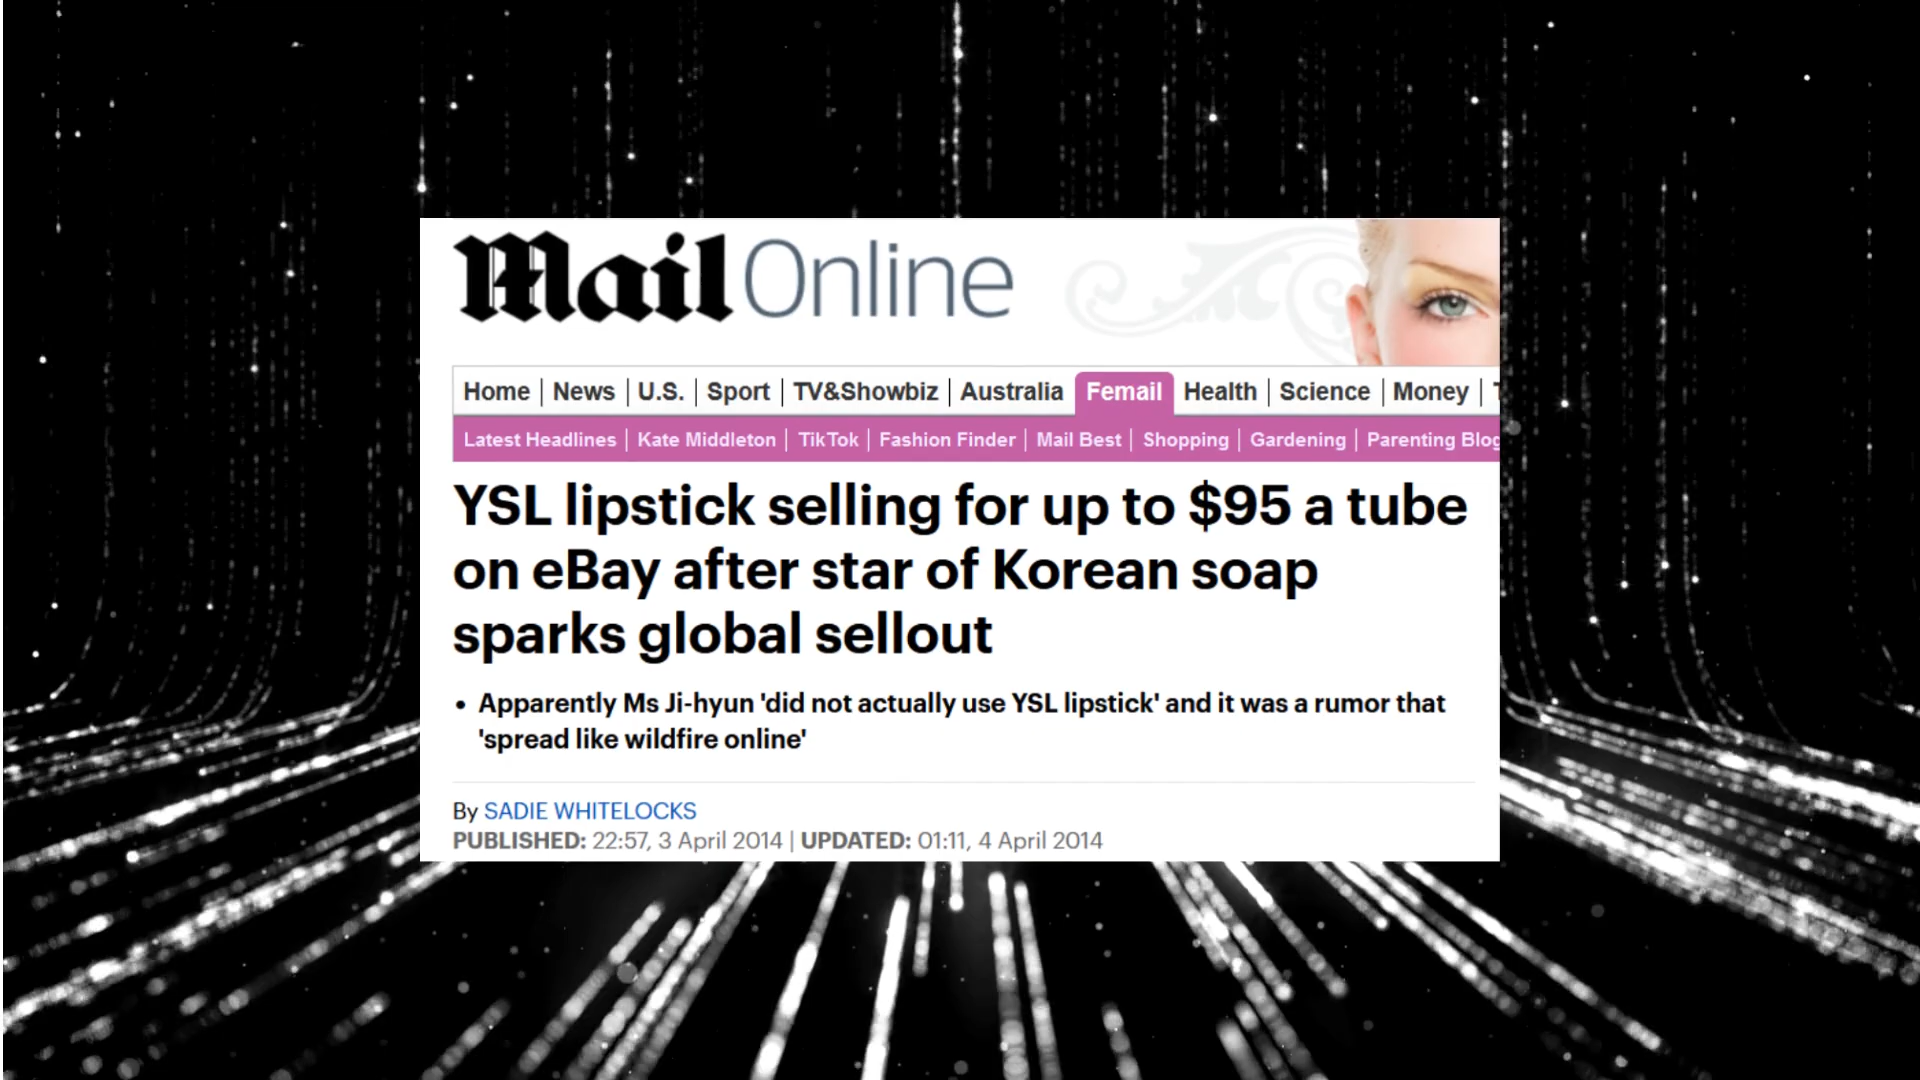 Mail Online
Home | News | U.S. | Sport | TV&Showbiz | Australia | Femail | Health | Science | Money |
Latest Headlines | Kate Middleton | TikTok | Fashion Finder | Mail Best | Shopping | Gardening | Parenting Blog
YSL lipstick selling for up to $95 a tube
on eBay after star of Korean soap
sparks global sellout
• Apparently Ms Ji-hyun 'did not actually use YSL lipstick' and it was a rumor that
'spread like wildfire online'
By SADIE WHITELOCKS
PUBLISHED: 22:57, 3 April 2014 | UPDATED: 01:11, 4 April 2014